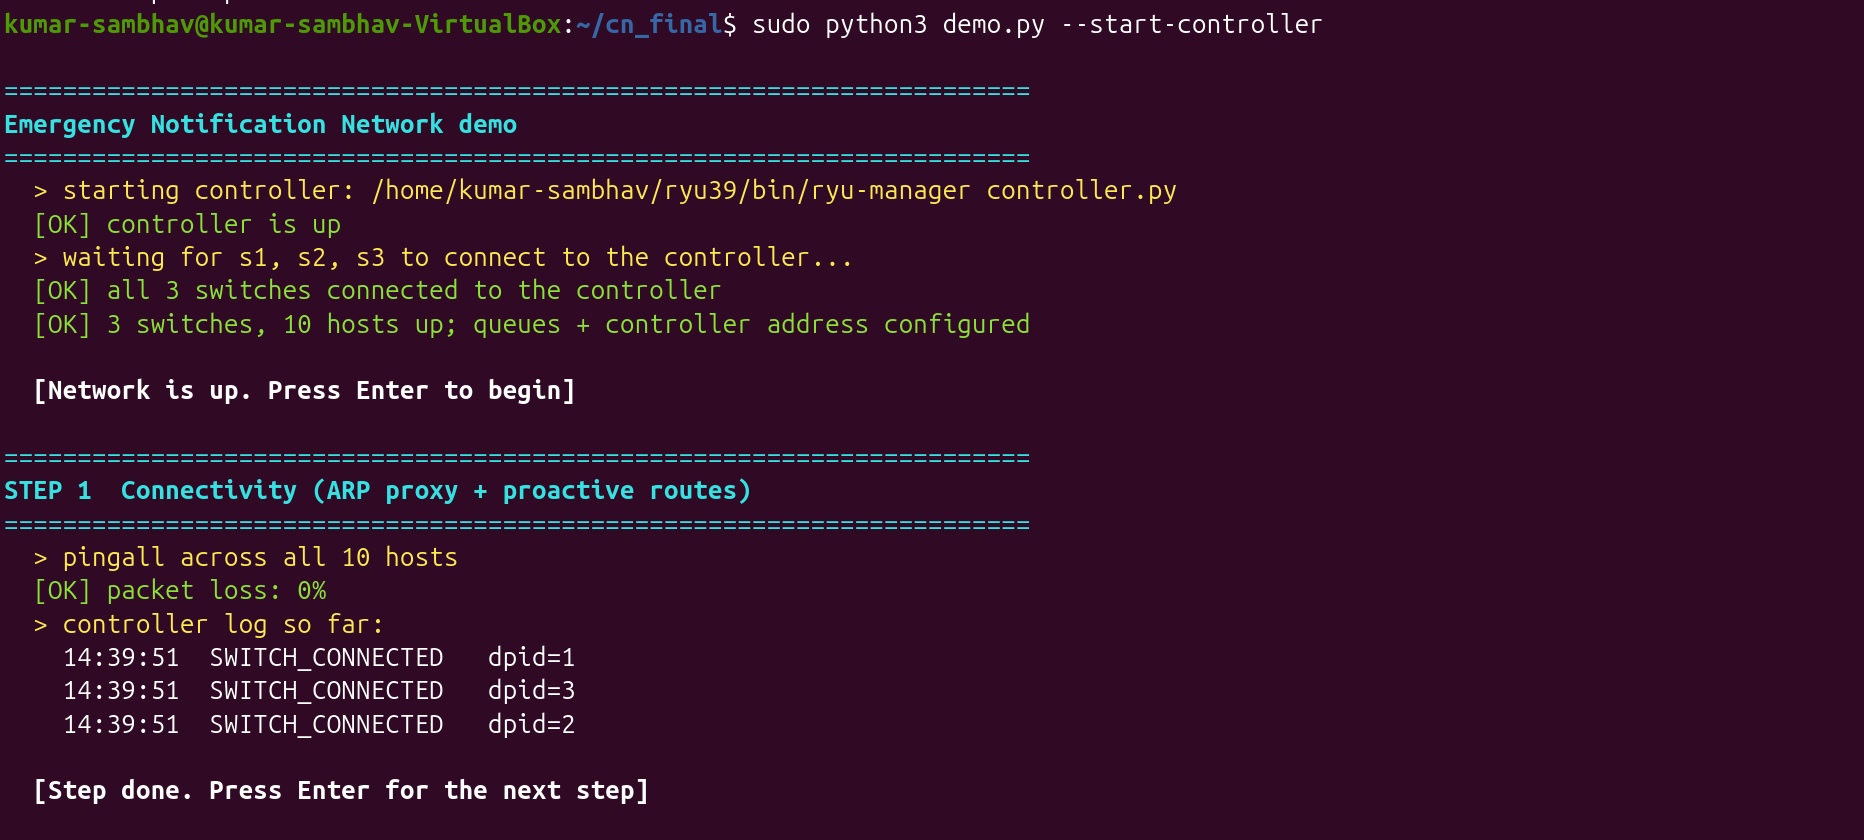 kumar-sambhav@kumar-sambhav-VirtualBox:~/cn_final$ sudo python3 demo.py --start-controller
======================================================================
Emergency Notification Network demo
======================================================================
> starting controller: /home/kumar-sambhav/ryu39/bin/ryu-manager controller.py
[OK] controller is up
> waiting for s1, s2, s3 to connect to the controller...
[OK] all 3 switches connected to the controller
[OK] 3 switches, 10 hosts up; queues + controller address configured
[Network is up. Press Enter to begin]
======================================================================
STEP 1  Connectivity (ARP proxy + proactive routes)
======================================================================
> pingall across all 10 hosts
[OK] packet loss: 0%
> controller log so far:
14:39:51  SWITCH_CONNECTED   dpid=1
14:39:51  SWITCH_CONNECTED   dpid=3
14:39:51  SWITCH_CONNECTED   dpid=2
[Step done. Press Enter for the next step]